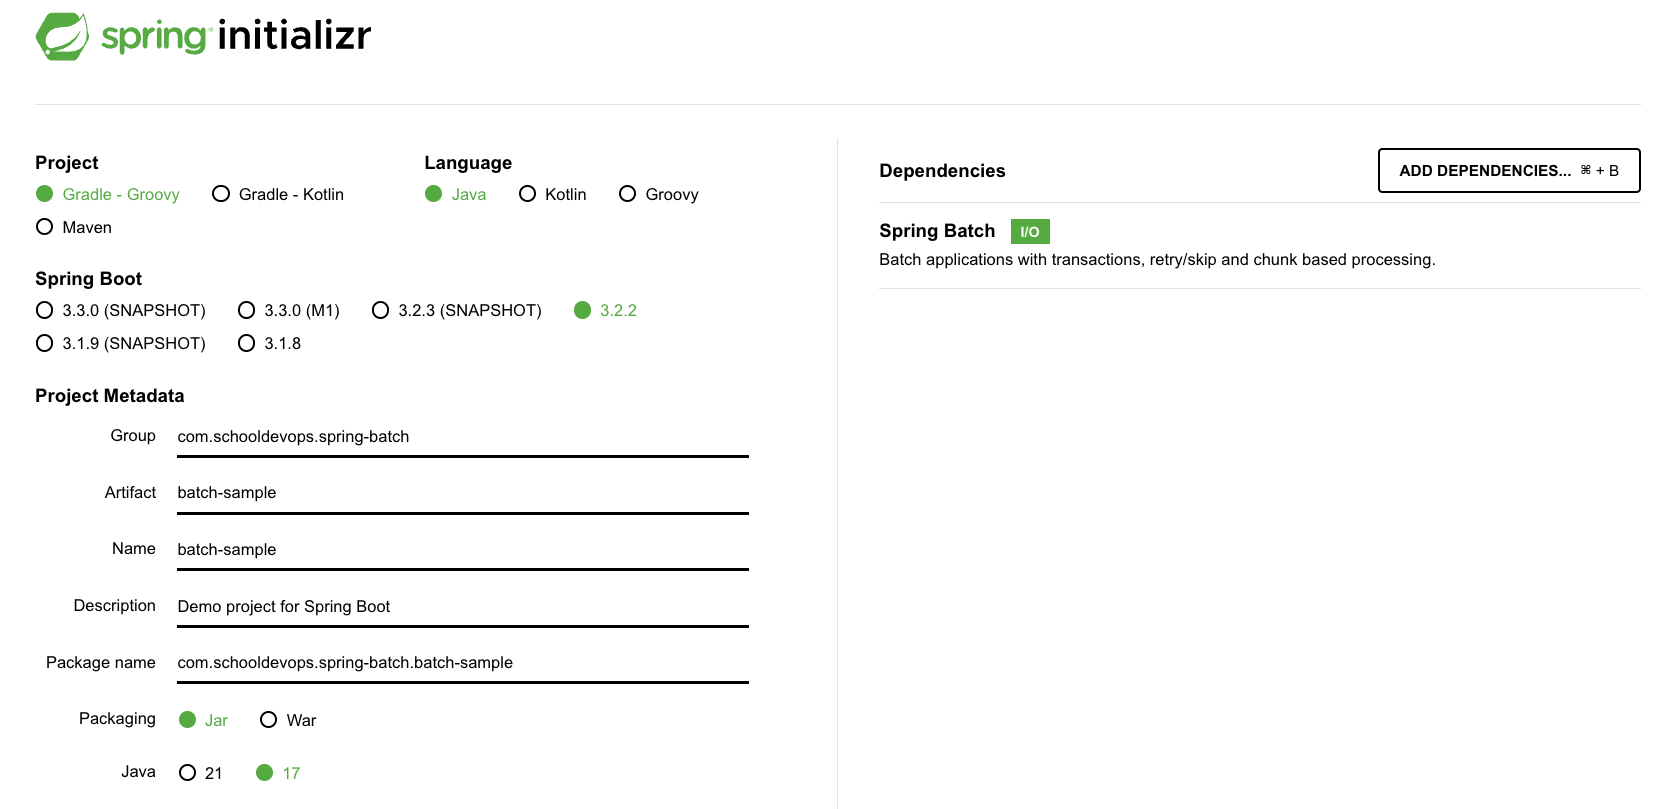 spring initializr
Project
Gradle - Groovy
Gradle - Kotlin
Maven
Language
Java
Kotlin
Groovy
Spring Boot
3.3.0 (SNAPSHOT)
3.3.0 (M1)
3.2.3 (SNAPSHOT)
3.2.2
3.1.9 (SNAPSHOT)
3.1.8
Project Metadata
Group
com.schooldevops.spring-batch
Artifact
batch-sample
Name
batch-sample
Description
Demo project for Spring Boot
Package name
com.schooldevops.spring-batch.batch-sample
Packaging
Jar
War
Java
21
17
Dependencies
ADD DEPENDENCIES... ⌘ + B
Spring Batch I/O
Batch applications with transactions, retry/skip and chunk based processing.